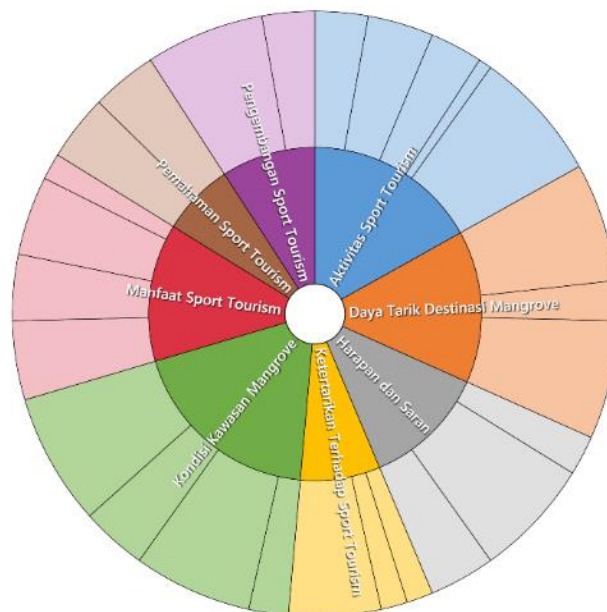 Aktivitas Sport Tourism
Daya Tarik Destinasi Mangrove
Harapan dan Saran
Ketertarikan Terhadap Sport Tourism
Kondisi Kawasan Mangrove
Manfaat Sport Tourism
Pemahaman Sport Tourism
Pengembangan Sport Tourism